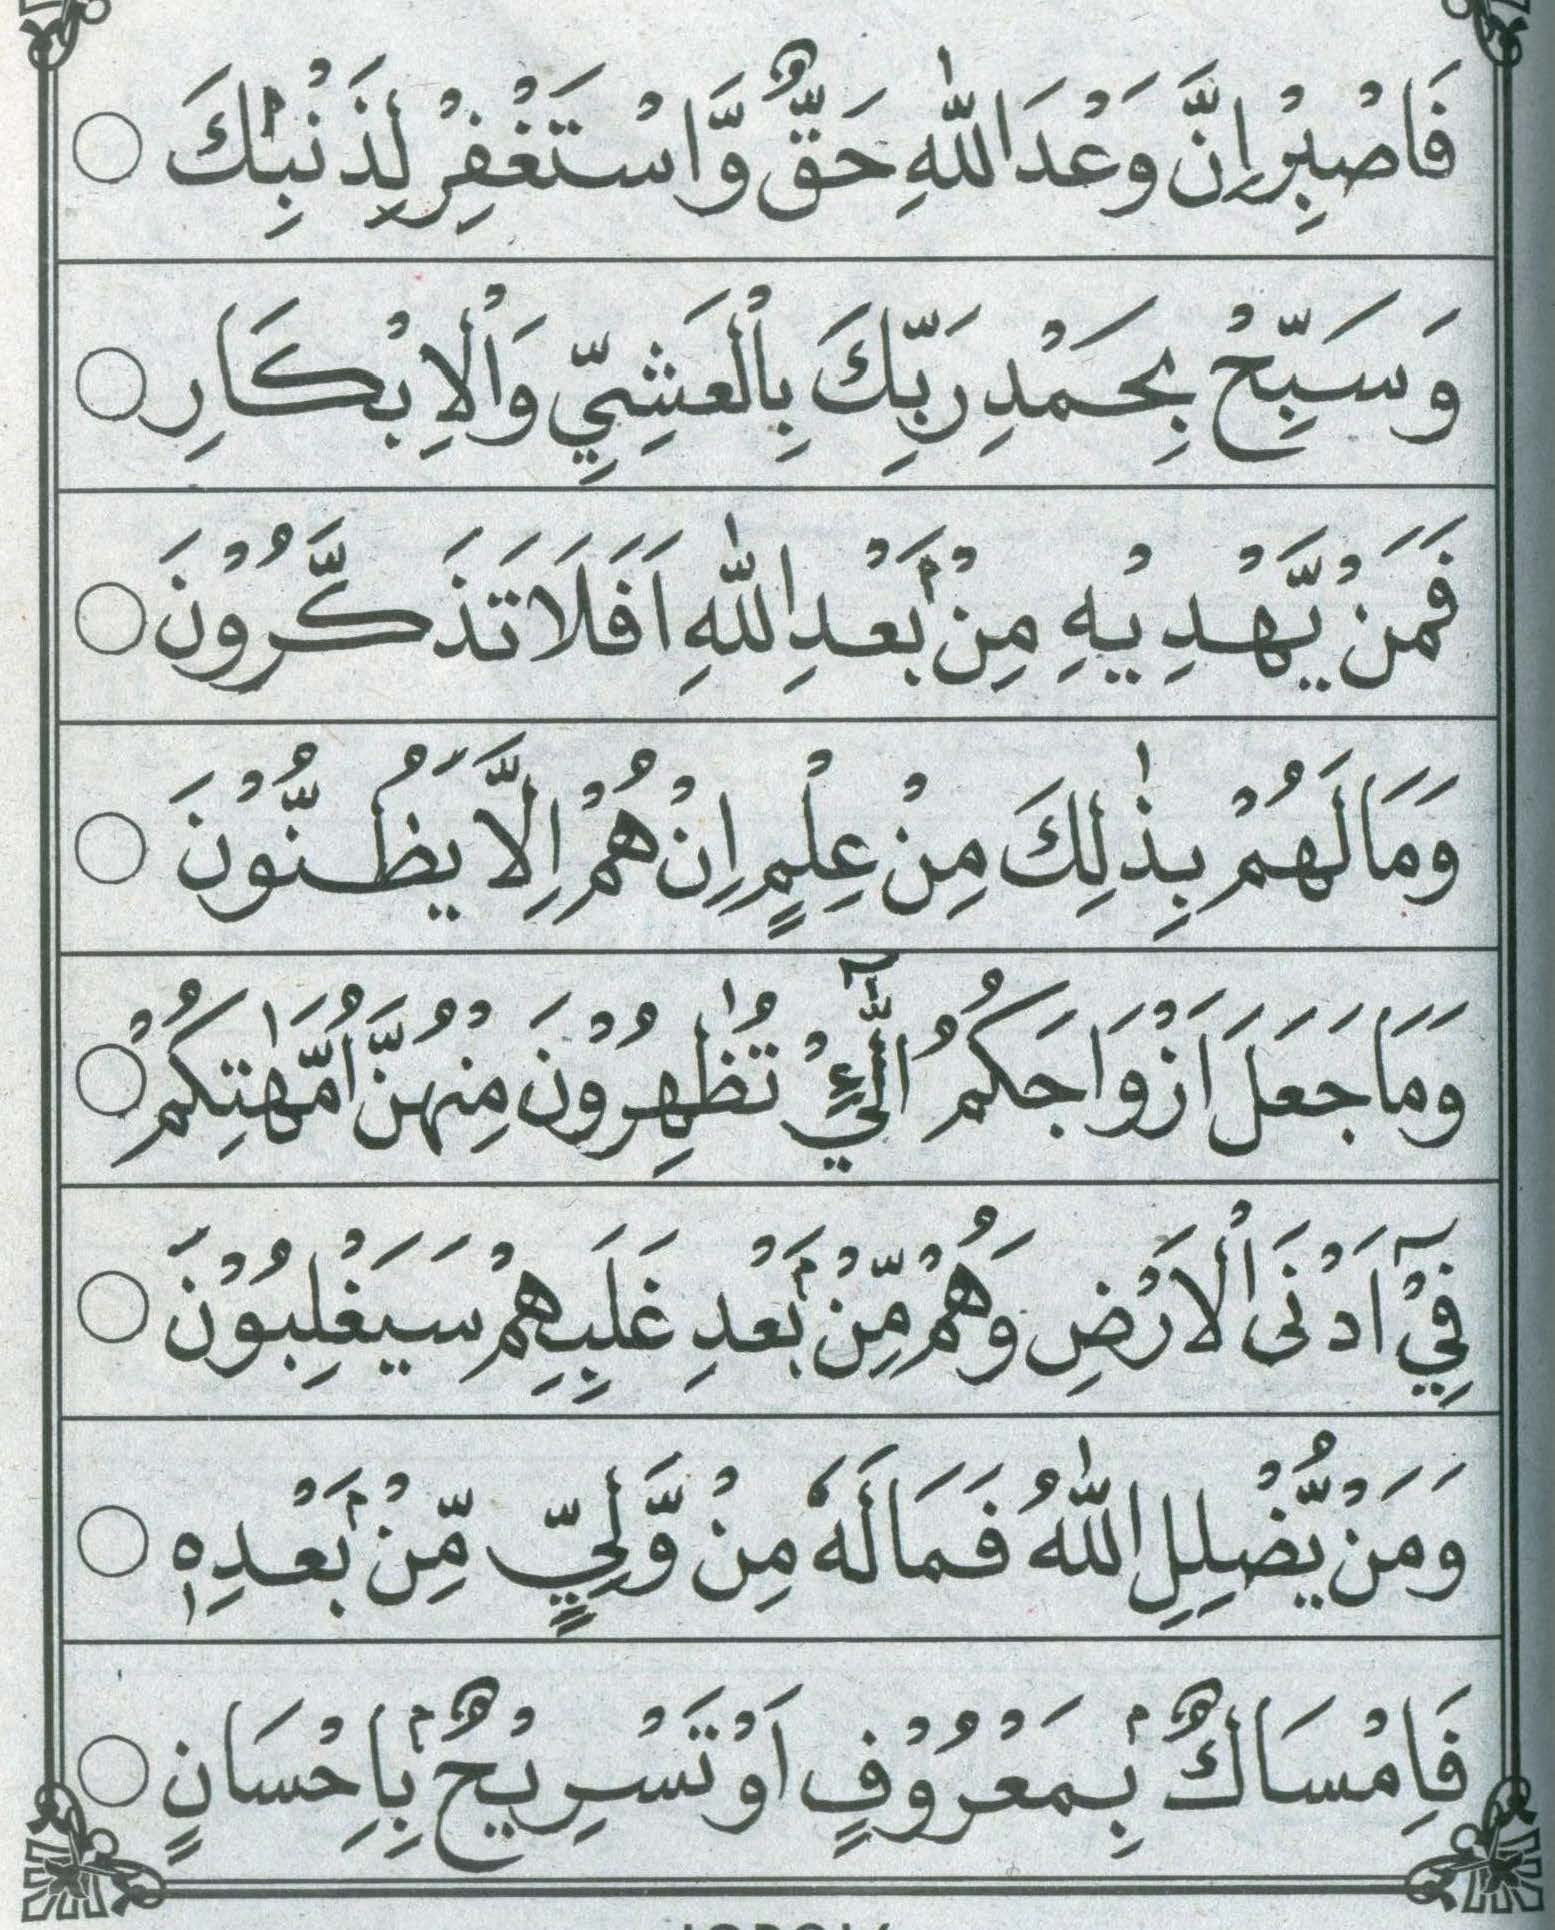 فَاصْبِرْ اِنَّ وَعْدَ اللّٰهِ حَقٌّ وَّاسْتَغْفِرْ لِذَنْۢبِكَ ○
وَسَبِّحْ بِحَمْدِ رَبِّكَ بِالْعَشِيِّ وَالْاِبْكَارِ ○
فَمَنْ يَّهْدِيْهِ مِنْۢ بَعْدِ اللّٰهِ اَفَلَا تَذَكَّرُوْنَ ○
وَمَا لَهُمْ بِذٰلِكَ مِنْ عِلْمٍ اِنْ هُمْ اِلَّا يَظُنُّوْنَ ○
وَمَا جَعَلَ اَزْوَاجَكُمُ الّٰٓـِٔيْ تُظٰهِرُوْنَ مِنْهُنَّ اُمَّهٰتِكُمْ ○
فِيْٓ اَدْنَى الْاَرْضِ وَهُمْ مِّنْۢ بَعْدِ غَلَبِهِمْ سَيَغْلِبُوْنَ ○
وَمَنْ يُّضْلِلِ اللّٰهُ فَمَا لَهٗ مِنْ وَّلِيٍّ مِّنْۢ بَعْدِهٖ ○
فَاِمْسَاكٌۢ بِمَعْرُوْفٍ اَوْ تَسْرِيْحٌۢ بِاِحْسَانٍ ○